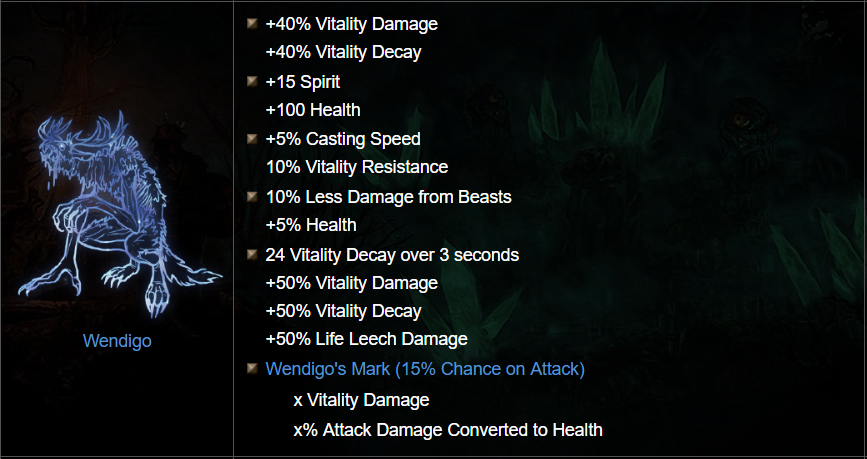 +40% Vitality Damage
+40% Vitality Decay
+15 Spirit
+100 Health
+5% Casting Speed
10% Vitality Resistance
10% Less Damage from Beasts
+5% Health
24 Vitality Decay over 3 seconds
+50% Vitality Damage
+50% Vitality Decay
+50% Life Leech Damage
Wendigo's Mark (15% Chance on Attack)
x Vitality Damage
x% Attack Damage Converted to Health
Wendigo